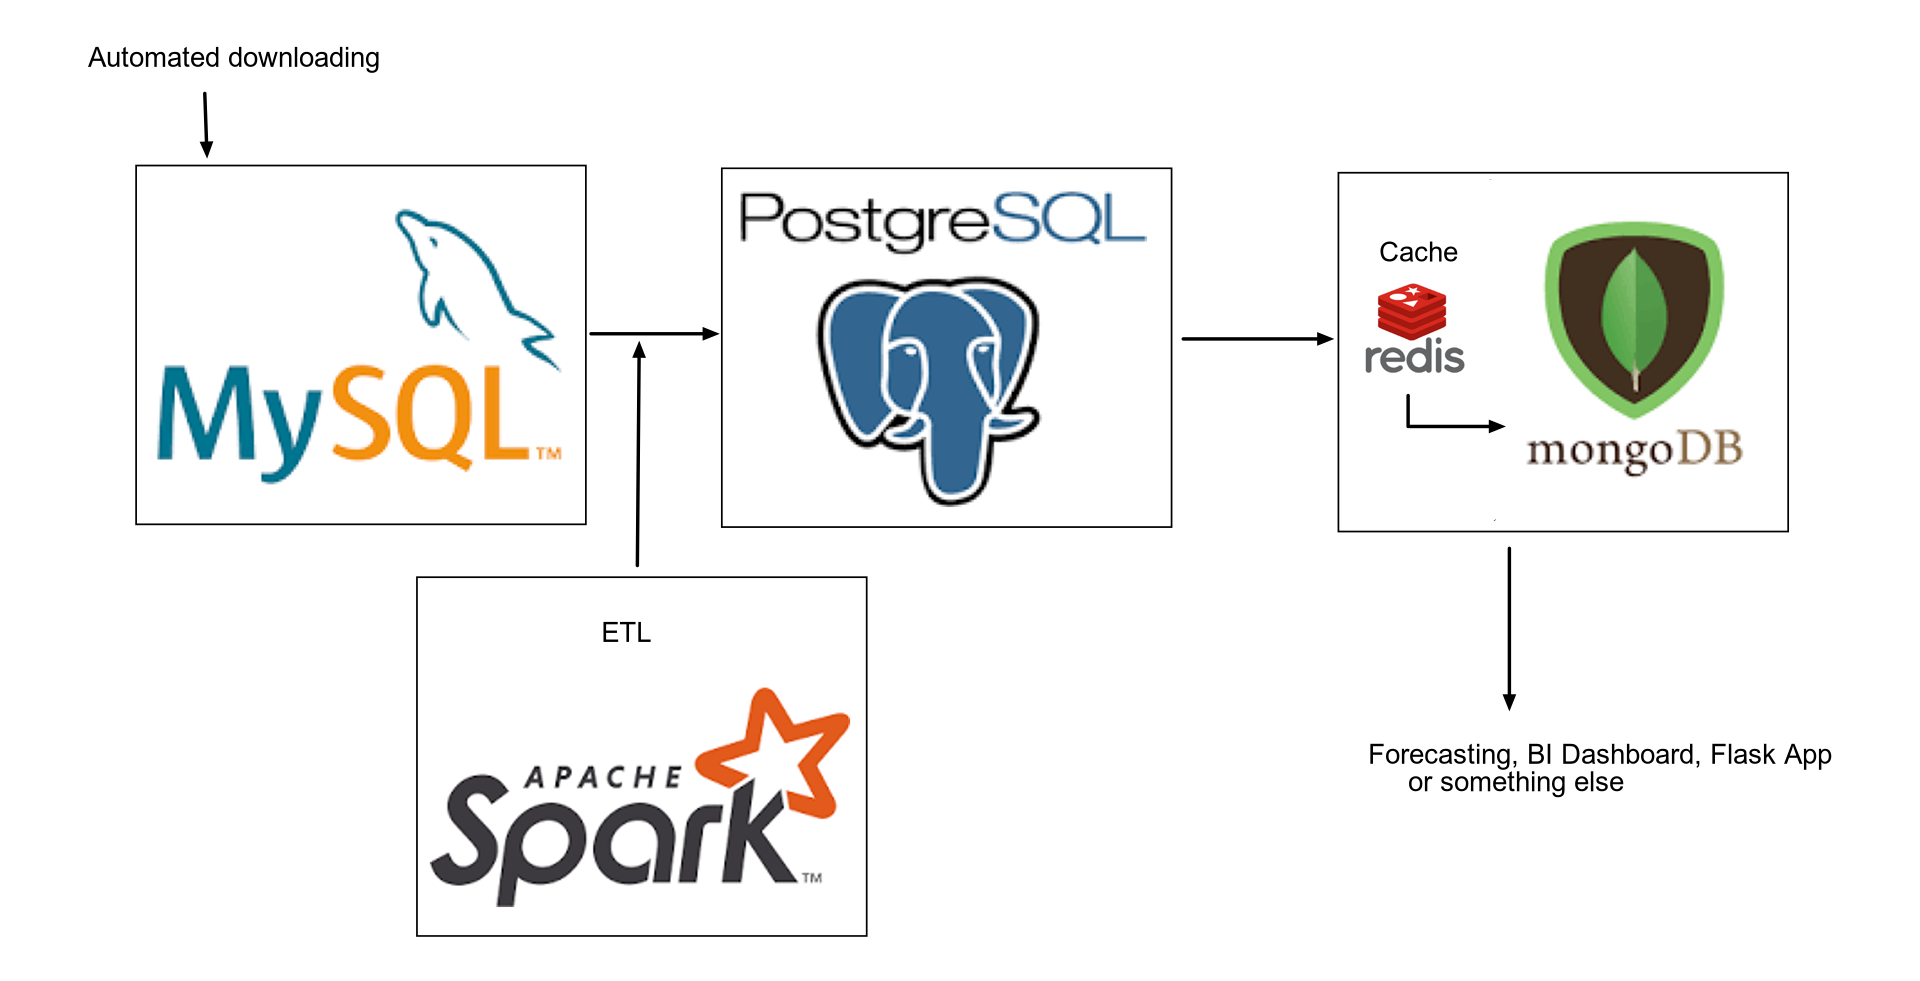 Automated downloading
MySQL™
PostgreSQL
Cache
redis
mongoDB
ETL
APACHE
Spark™
Forecasting, BI Dashboard, Flask App
or something else